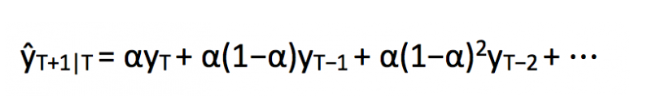 ŷT+1|T = αyT + α(1−α)yT−1 + α(1−α)²yT−2 + ⋯